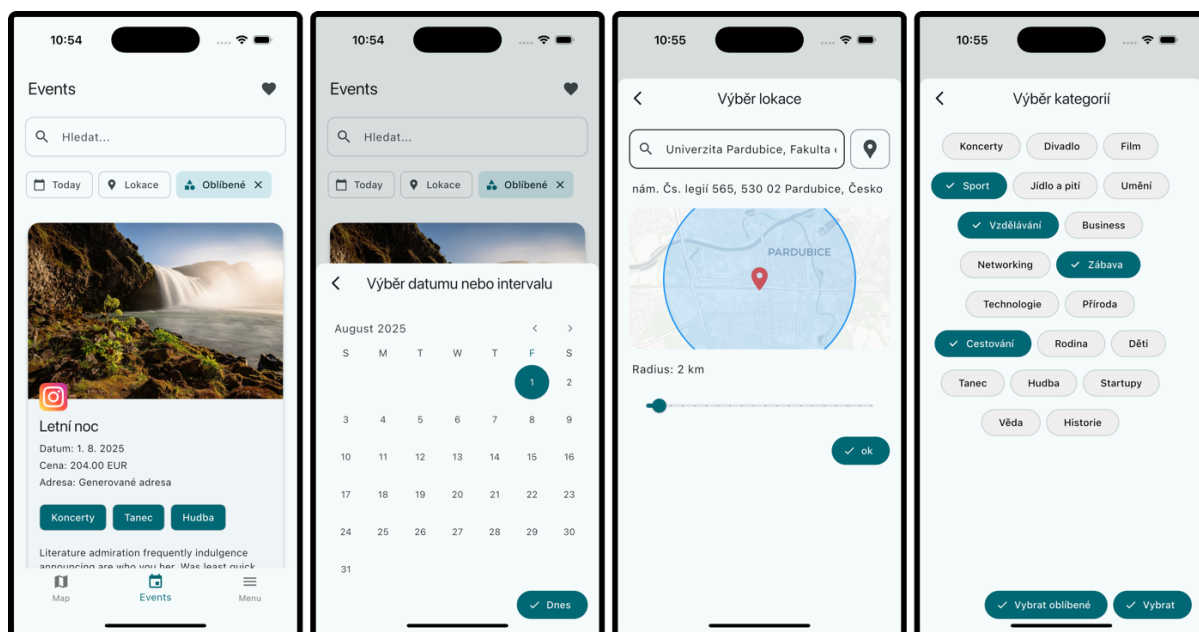 10:54
Events
Hledat...
Today Lokace Oblíbené
Letní noc
Datum: 1. 8. 2025
Cena: 204.00 EUR
Adresa: Generované adresa
Koncerty Tanec Hudba
Literature admiration frequently indulgence
announcing are who you her. Was least quick
Map Events Menu
10:54
Events
Hledat...
Today Lokace Oblíbené
Výběr datumu nebo intervalu
August 2025
S M T W T F S
1 2
3 4 5 6 7 8 9
10 11 12 13 14 15 16
17 18 19 20 21 22 23
24 25 26 27 28 29 30
31
Dnes
10:55
Výběr lokace
Univerzita Pardubice, Fakulta
nám. Čs. legií 565, 530 02 Pardubice, Česko
PARDUBICE
Radius: 2 km
ok
10:55
Výběr kategorií
Koncerty Divadlo Film
Sport Jídlo a pití Umění
Vzdělávání Business
Networking Zábava
Technologie Příroda
Cestování Rodina Děti
Tanec Hudba Startupy
Věda Historie
Vybrat oblíbené Vybrat